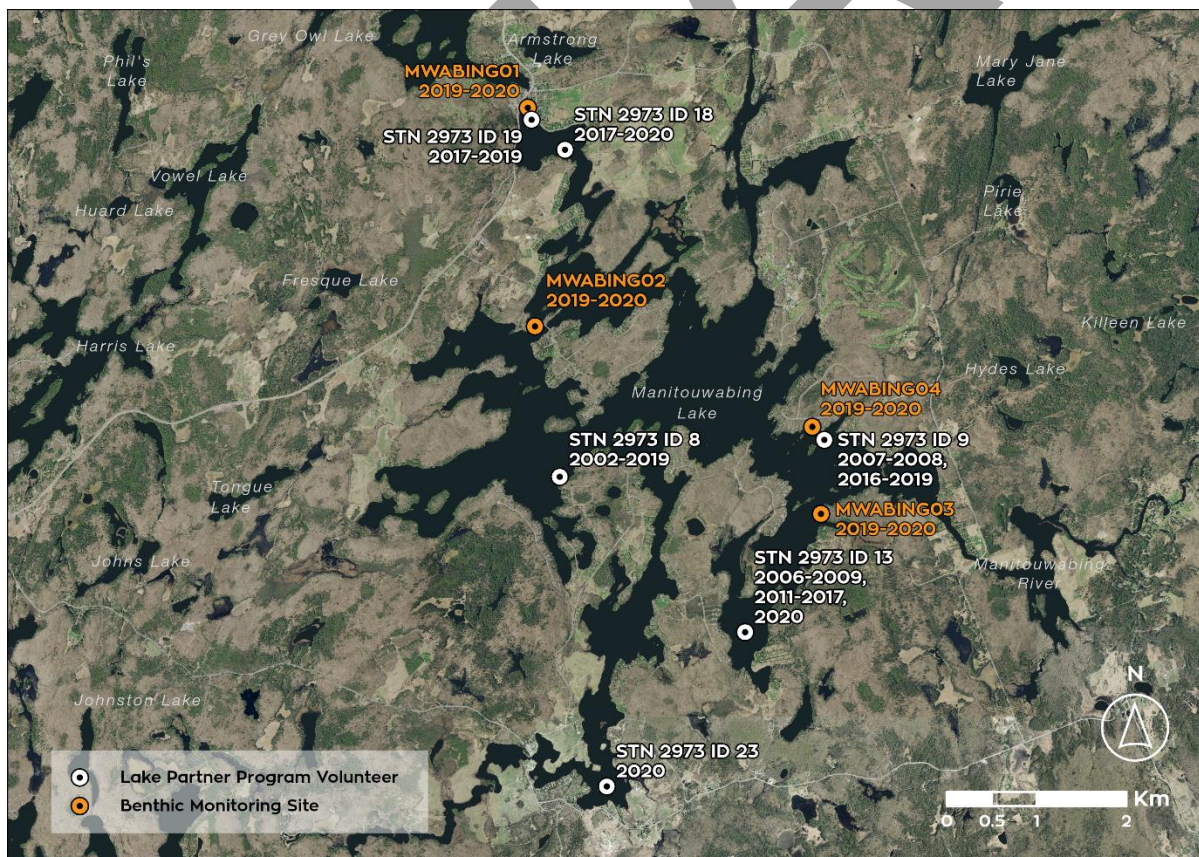 Grey Owl Lake
Armstrong
Lake
Phil's
Lake
Mary Jane
Lake
MWABING01
2019-2020
STN 2973 ID 18
2017-2020
STN 2973 ID 19
2017-2019
Vowel Lake
Huard Lake
Pirie
Lake
Fresque Lake
MWABING02
2019-2020
Killeen Lake
Harris Lake
Hydes Lake
Manitouwabing
Lake
MWABING04
2019-2020
STN 2973 ID 8
2002-2019
STN 2973 ID 9
2007-2008,
2016-2019
Tongue
Lake
MWABING03
2019-2020
Johns Lake
STN 2973 ID 13
2006-2009,
2011-2017,
2020
Manitouwabing
River
Johnston Lake
N
STN 2973 ID 23
2020
Lake Partner Program Volunteer
Benthic Monitoring Site
Km
0 0.5 1 2